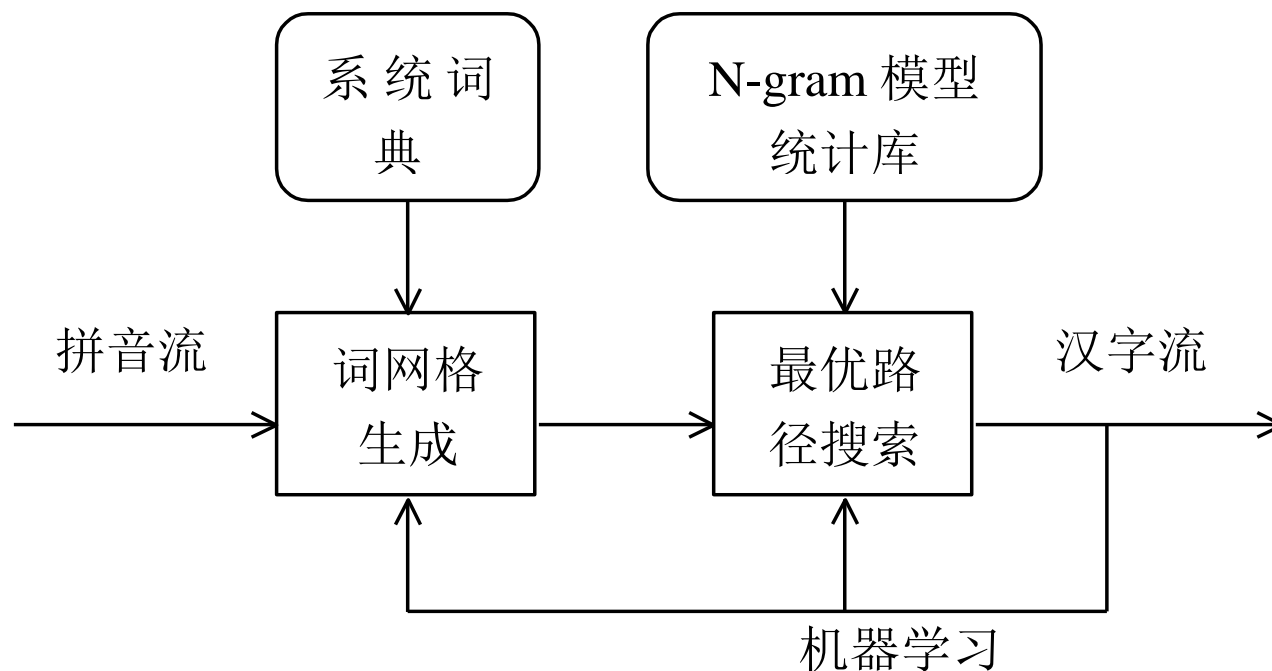 系统词
典
N-gram 模型
统计库
拼音流
词网格
生成
最优路
径搜索
汉字流
机器学习